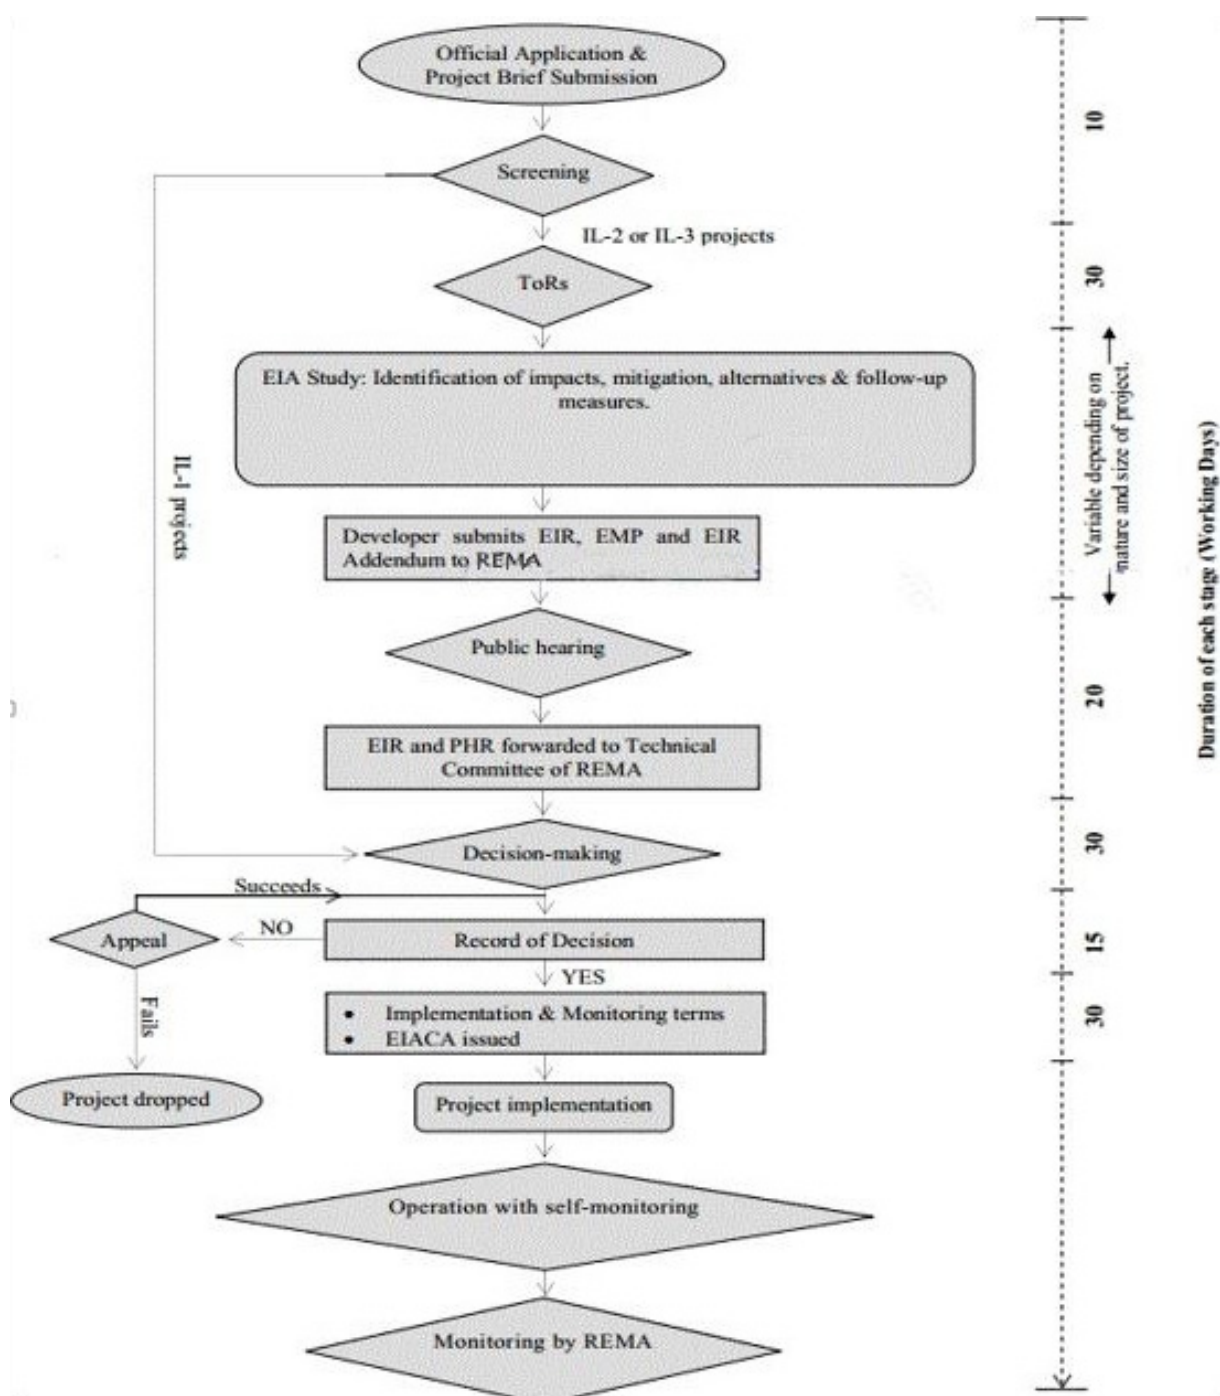 Official Application &
Project Brief Submission
Screening
IL-2 or IL-3 projects
ToRs
EIA Study: Identification of impacts, mitigation, alternatives & follow-up
measures.
IL-1 projects
Developer submits EIR, EMP and EIR
Addendum to REMA
Public hearing
EIR and PHR forwarded to Technical
Committee of REMA
Decision-making
Succeeds
Appeal
NO
Record of Decision
YES
Fails
• Implementation & Monitoring terms
• EIACA issued
Project dropped
Project implementation
Operation with self-monitoring
Monitoring by REMA
10
30
Variable depending on
nature and size of project.
20
30
15
30
Duration of each stage (Working Days)